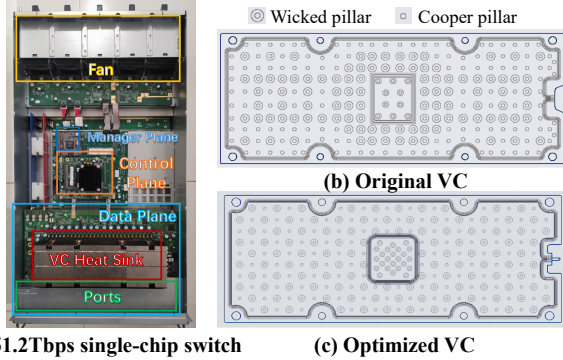 Wicked pillar
Cooper pillar
Fan
Manager Plane
Control
Plane
Data Plane
VC Heat Sink
Ports
(b) Original VC
51.2Tbps single-chip switch
(c) Optimized VC